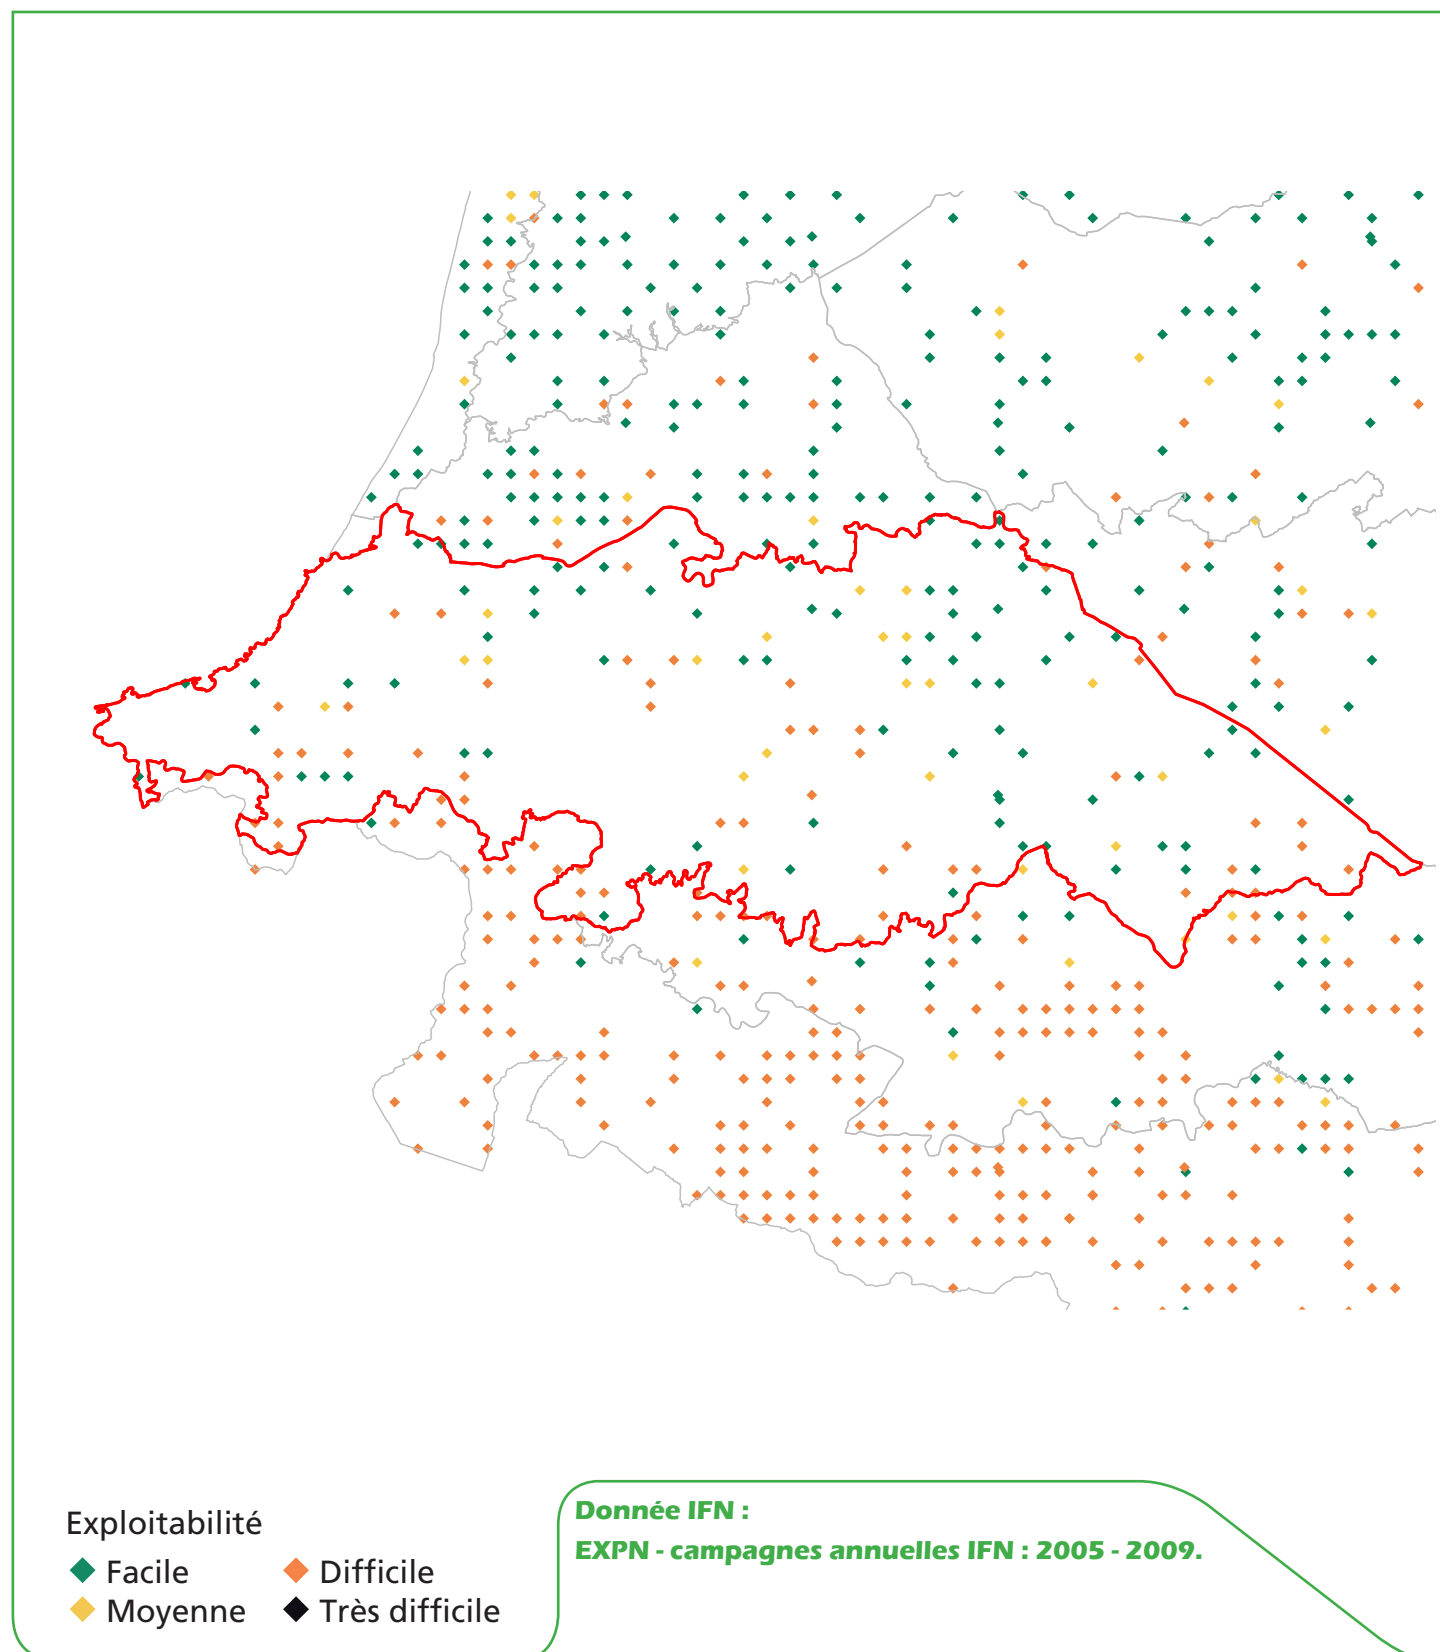 Exploitabilité
Facile
Difficile
Moyenne
Très difficile
Donnée IFN :
EXPN - campagnes annuelles IFN : 2005 - 2009.